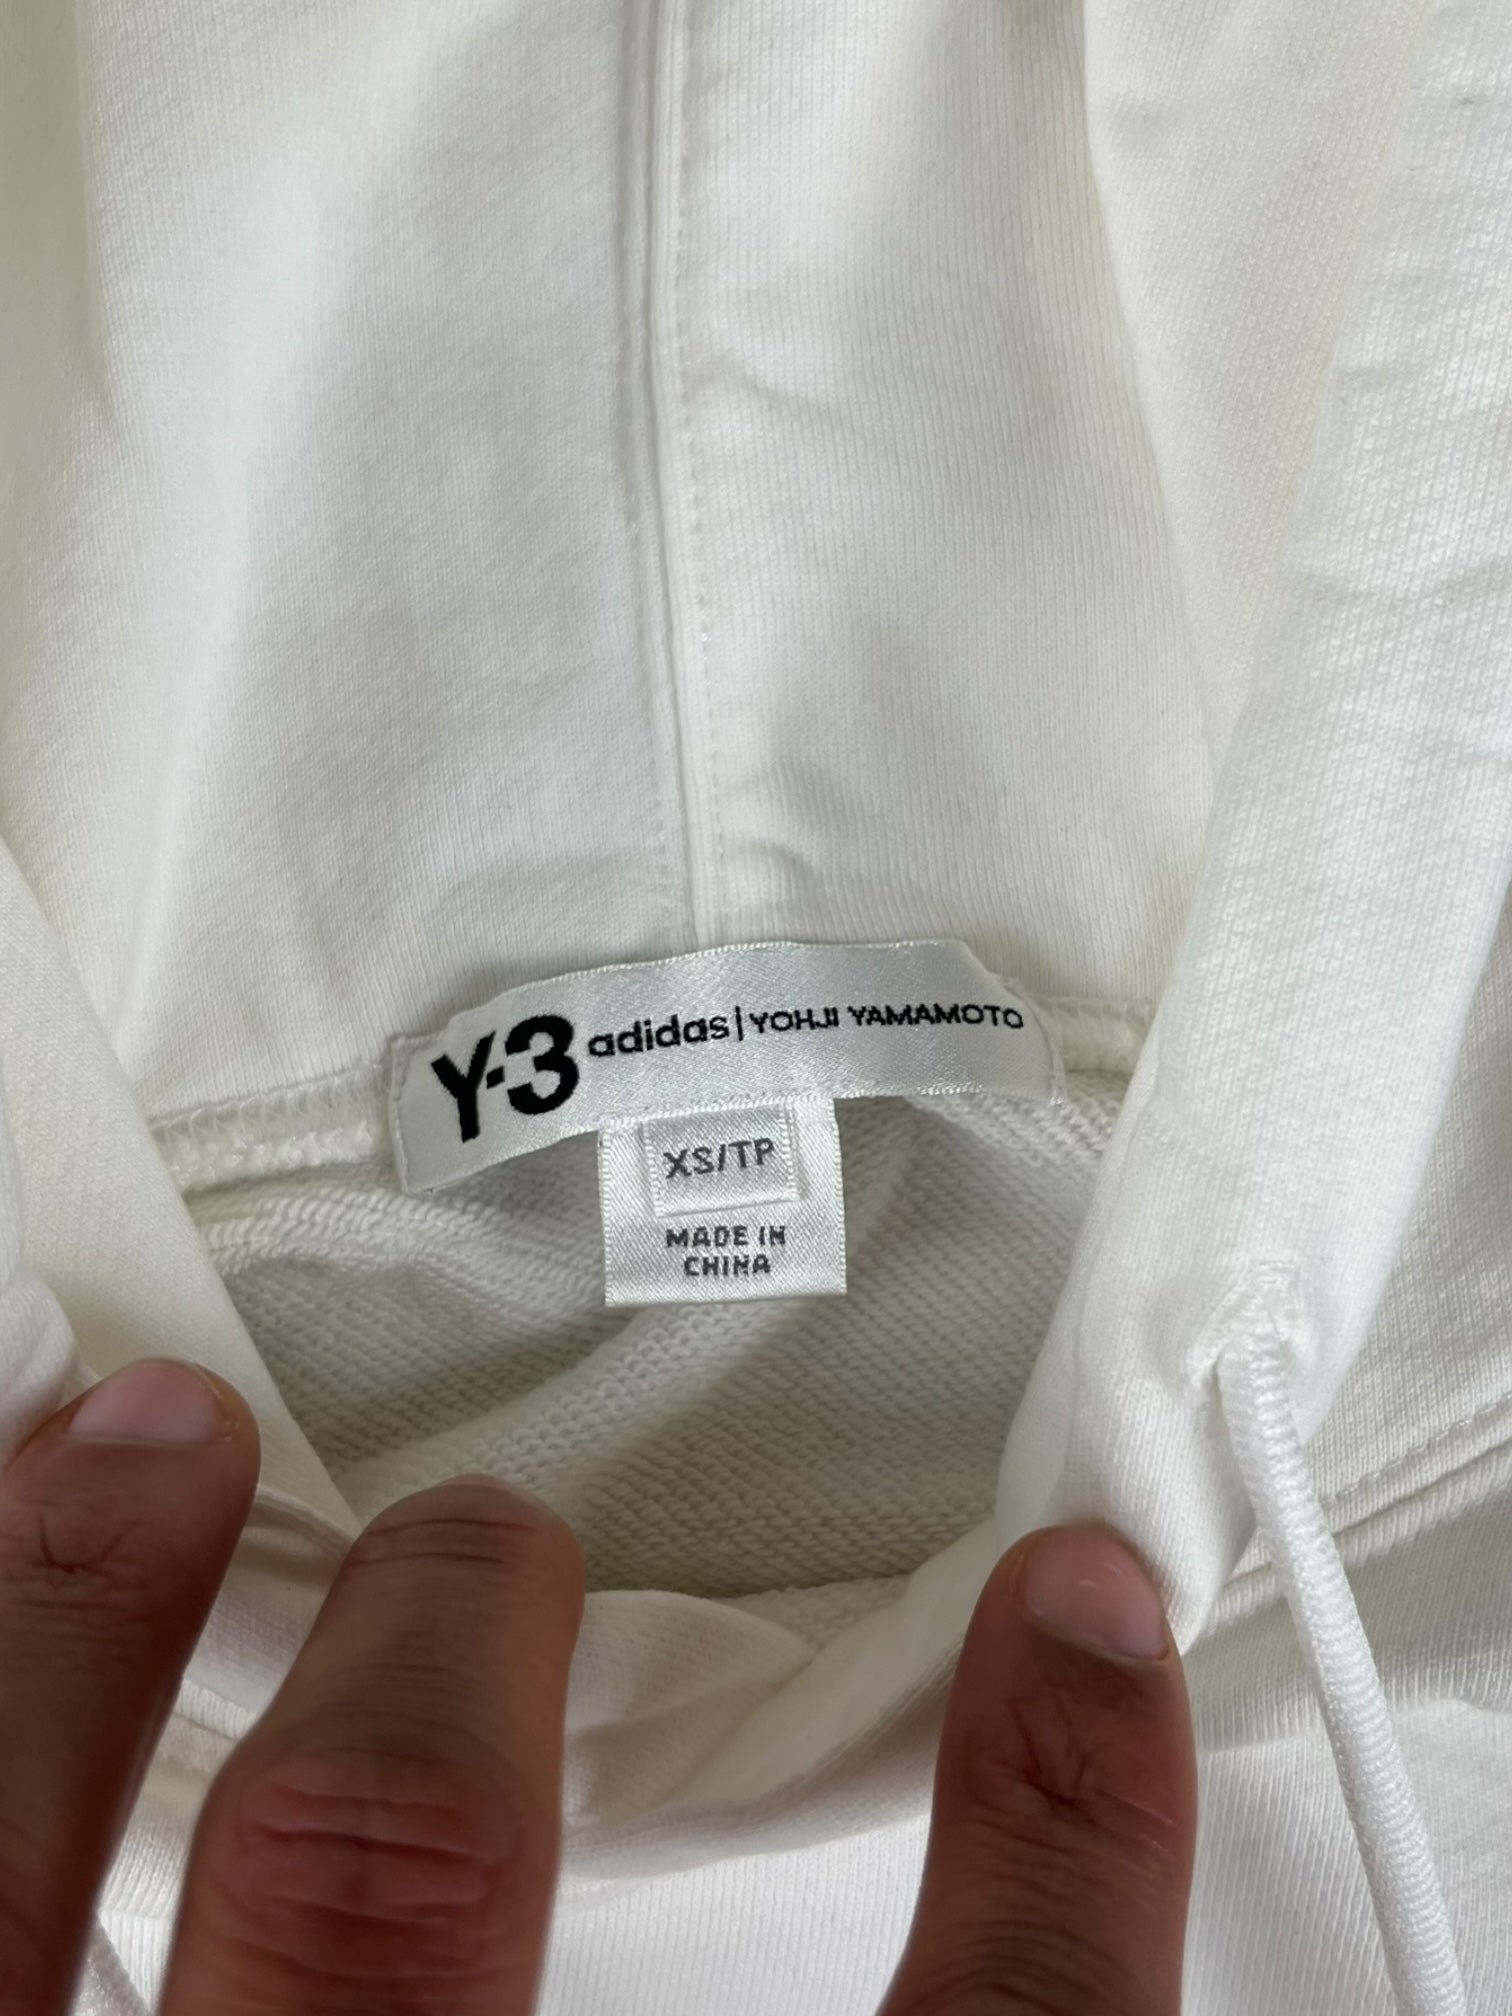 Y-3 adidas | YOHJI YAMAMOTO
XS/TP
MADE IN
CHINA